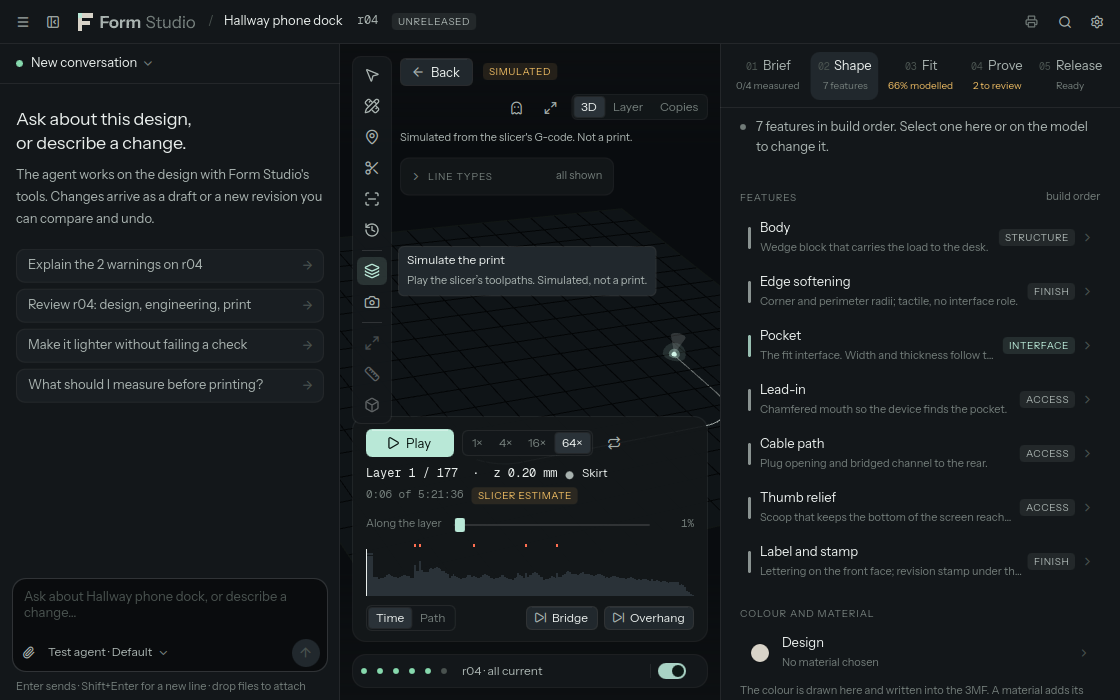 Form Studio / Hallway phone dock r04 UNRELEASED
New conversation
Ask about this design,
or describe a change.
The agent works on the design with Form Studio's
tools. Changes arrive as a draft or a new revision you
can compare and undo.
Explain the 2 warnings on r04
Review r04: design, engineering, print
Make it lighter without failing a check
What should I measure before printing?
Ask about Hallway phone dock, or describe a
change...
Test agent · Default
Enter sends · Shift+Enter for a new line · drop files to attach
Back SIMULATED
3D Layer Copies
Simulated from the slicer's G-code. Not a print.
LINE TYPES all shown
Simulate the print
Play the slicer's toolpaths. Simulated, not a print.
Play 1× 4× 16× 64×
Layer 1 / 177 · z 0.20 mm Skirt
0:06 of 5:21:36 SLICER ESTIMATE
Along the layer 1%
Time Path Bridge Overhang
r04 · all current
01 Brief 02 Shape 03 Fit 04 Prove 05 Release
0/4 measured 7 features 66% modelled 2 to review Ready
7 features in build order. Select one here or on the model
to change it.
FEATURES build order
Body
Wedge block that carries the load to the desk. STRUCTURE
Edge softening
Corner and perimeter radii; tactile, no interface role. FINISH
Pocket
The fit interface. Width and thickness follow t... INTERFACE
Lead-in
Chamfered mouth so the device finds the pocket. ACCESS
Cable path
Plug opening and bridged channel to the rear. ACCESS
Thumb relief
Scoop that keeps the bottom of the screen reach... ACCESS
Label and stamp
Lettering on the front face; revision stamp under th... FINISH
COLOUR AND MATERIAL
Design
No material chosen
The colour is drawn here and written into the 3MF. A material adds its